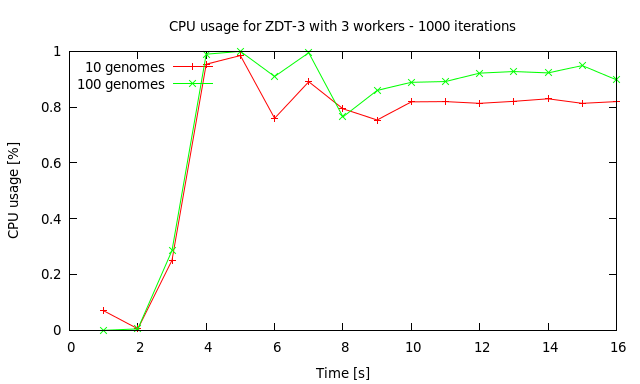 CPU usage for ZDT-3 with 3 workers - 1000 iterations
1
10 genomes
100 genomes
0.8
0.6
0.4
0.2
0
CPU usage [%]
0 2 4 6 8 10 12 14 16
Time [s]